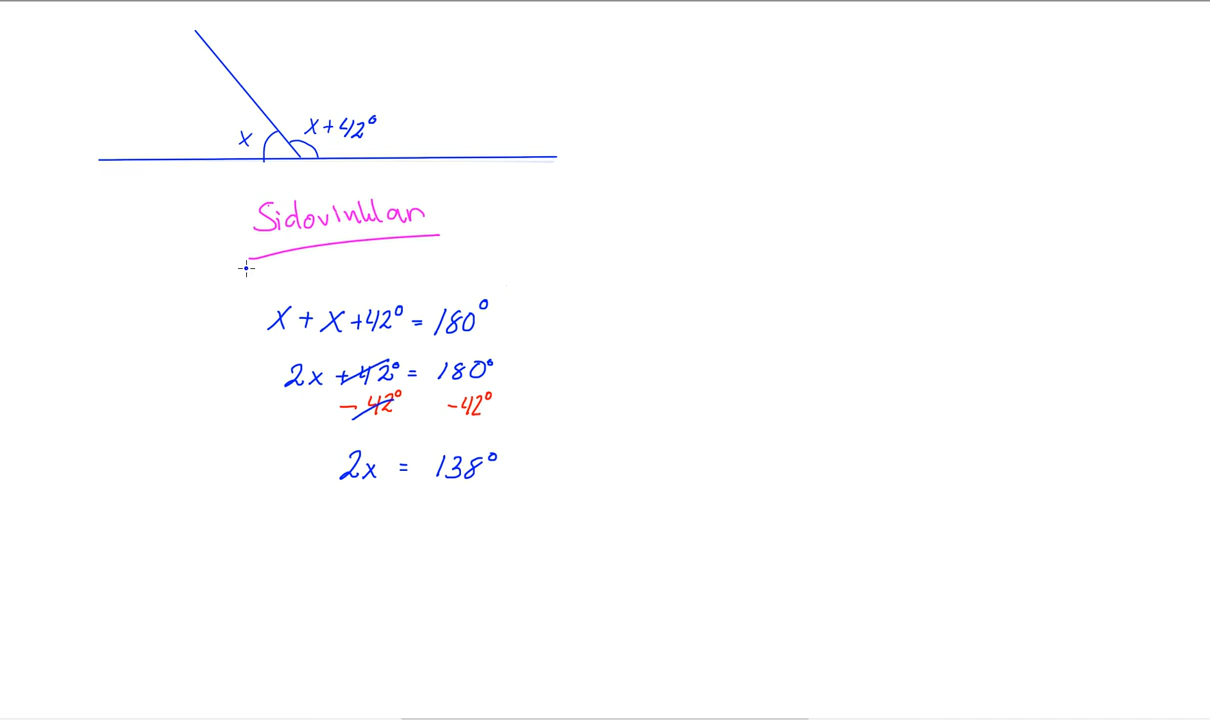 x x+42°
Sidovinklar
x + x +42° = 180°
2x +42° = 180°
-42° -42°
2x = 138°